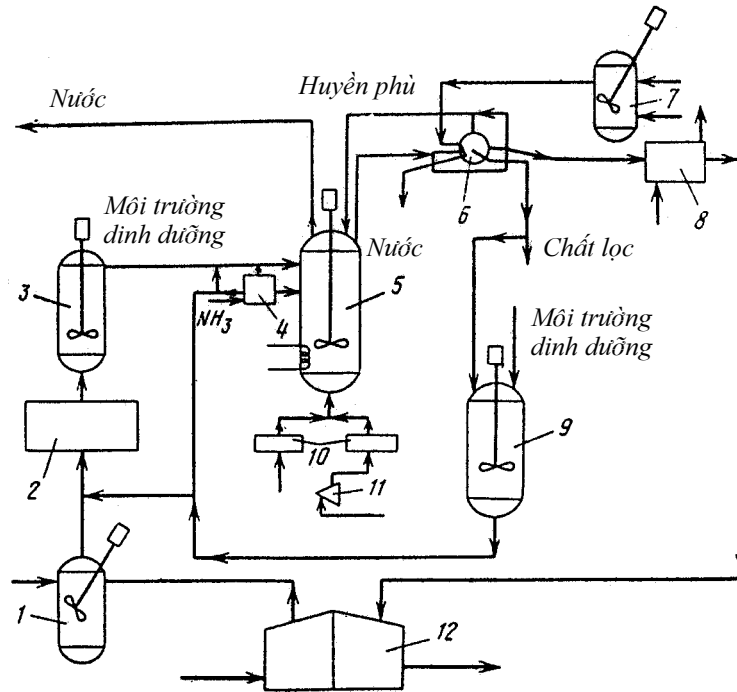 Nước
Huyền phù
7
6
8
Môi trường
dinh dưỡng
3
Nước
Chất lọc
5
NH3
4
Môi trường
dinh dưỡng
2
10
9
11
1
12